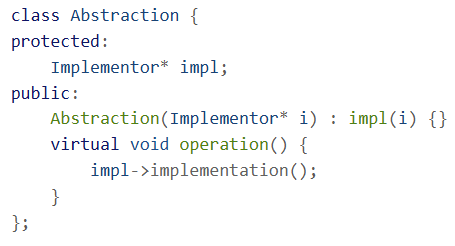 class Abstraction {
protected:
    Implementor* impl;
public:
    Abstraction(Implementor* i) : impl(i) {}
    virtual void operation() {
        impl->implementation();
    }
};